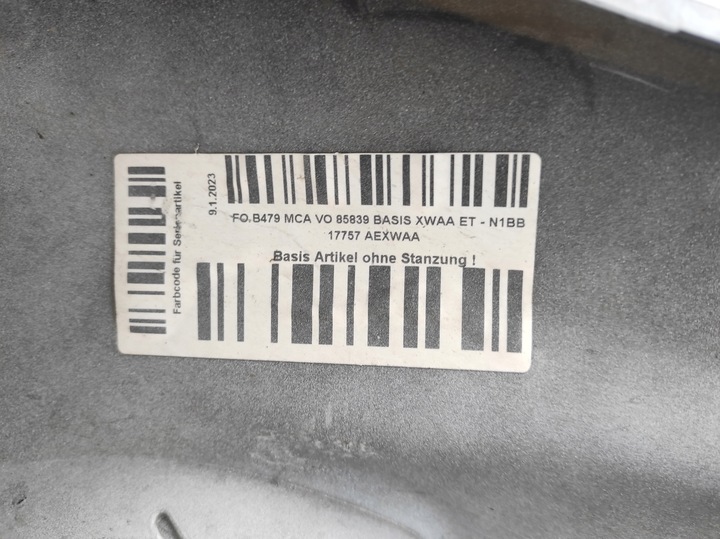 Farbcode für Serienartikel
9.1.2023
FO B479 MCA VO 85839 BASIS XWAA ET - N1BB
17757 AEXWAA
Basis Artikel ohne Stanzung !